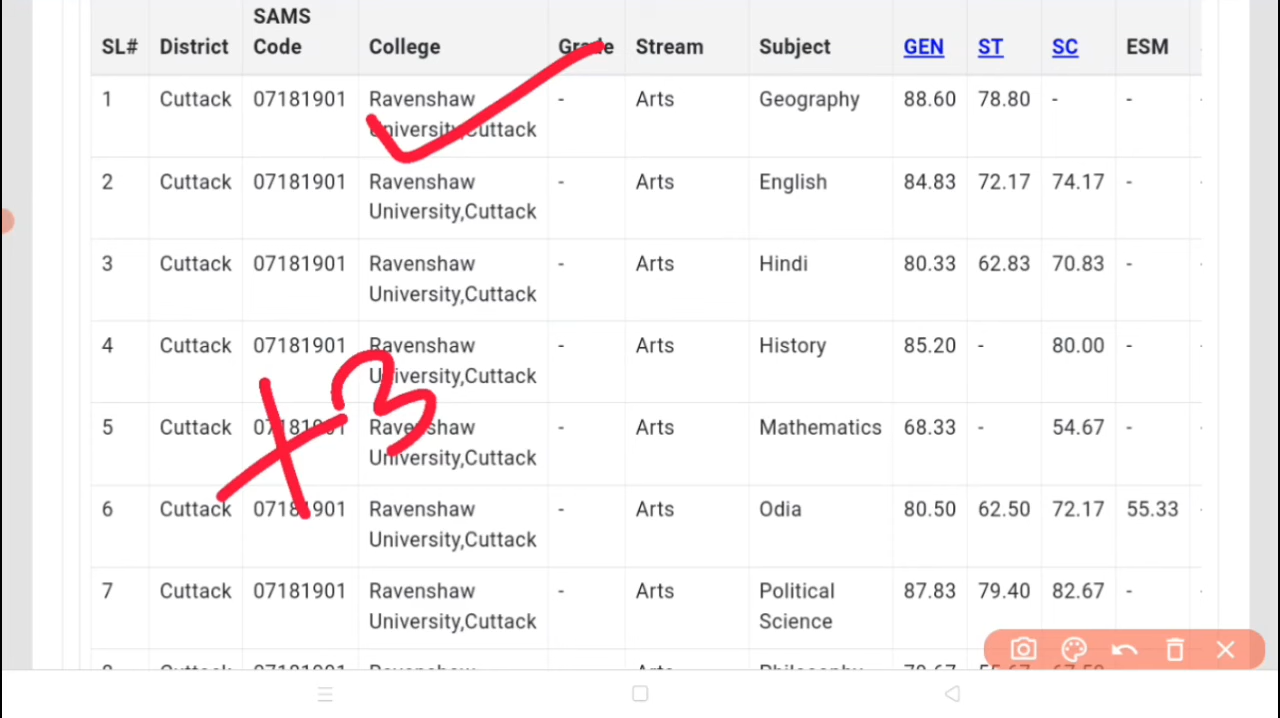 SL# District SAMS Code College Grade Stream Subject GEN ST SC ESM
1 Cuttack 07181901 Ravenshaw University,Cuttack - Arts Geography 88.60 78.80 - -
2 Cuttack 07181901 Ravenshaw University,Cuttack - Arts English 84.83 72.17 74.17 -
3 Cuttack 07181901 Ravenshaw University,Cuttack - Arts Hindi 80.33 62.83 70.83 -
4 Cuttack 07181901 Ravenshaw University,Cuttack - Arts History 85.20 - 80.00 -
5 Cuttack 07181901 Ravenshaw University,Cuttack - Arts Mathematics 68.33 - 54.67 -
6 Cuttack 07181901 Ravenshaw University,Cuttack - Arts Odia 80.50 62.50 72.17 55.33
7 Cuttack 07181901 Ravenshaw University,Cuttack - Arts Political Science 87.83 79.40 82.67 -
+3